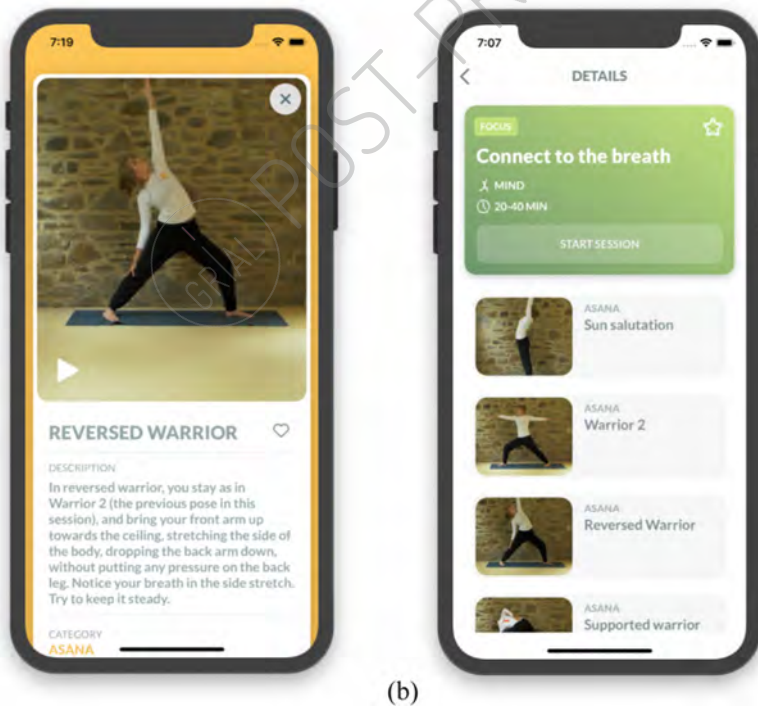 7:19
REVERSED WARRIOR
DESCRIPTION
In reversed warrior, you stay as in
Warrior 2 (the previous pose in this
session), and bring your front arm up
towards the ceiling, stretching the side of
the body, dropping the back arm down,
without putting any pressure on the back
leg. Notice your breath in the side stretch.
Try to keep it steady.
CATEGORY
ASANA
7:07
DETAILS
FOCUS
Connect to the breath
MIND
20-40 MIN
START SESSION
ASANA
Sun salutation
ASANA
Warrior 2
ASANA
Reversed Warrior
ASANA
Supported warrior
(b)
GRIAL